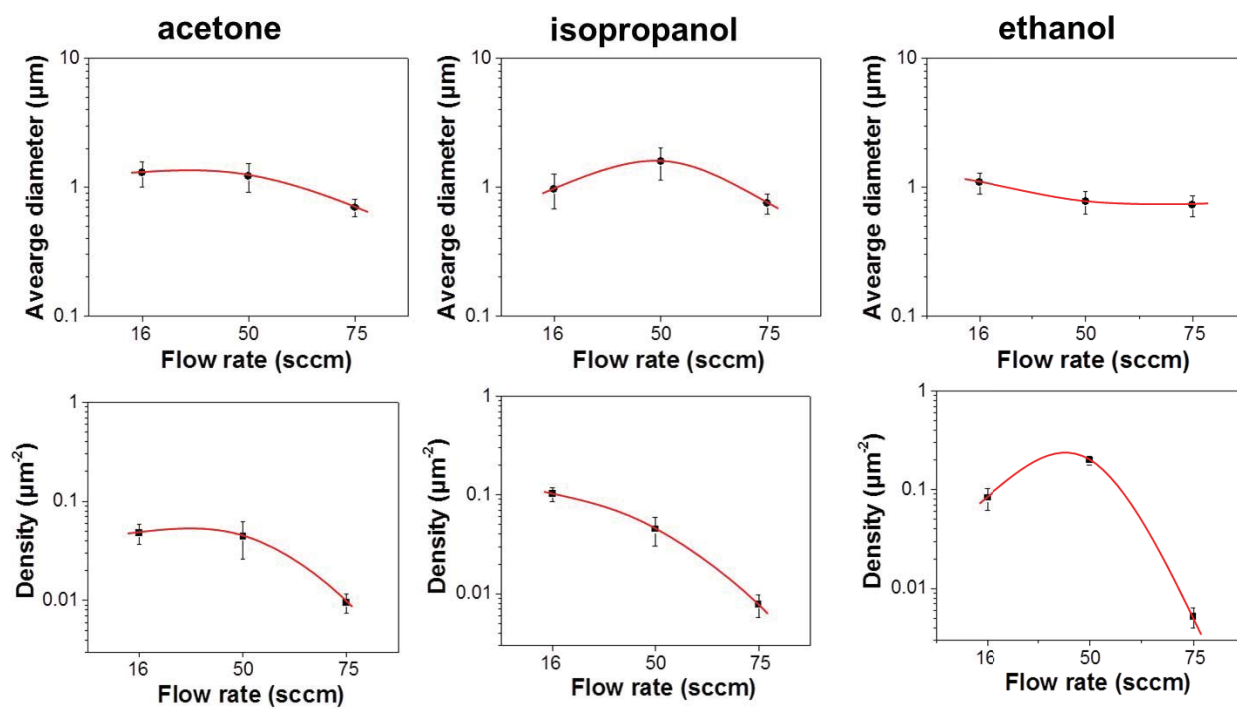 acetone
isopropanol
ethanol
Avearge diameter (μm)
10
1
0.1
16
50
75
Flow rate (sccm)
Avearge diameter (μm)
10
1
0.1
16
50
75
Flow rate (sccm)
Avearge diameter (μm)
10
1
0.1
16
50
75
Flow rate (sccm)
Density (μm⁻²)
1
0.1
0.01
16
50
75
Flow rate (sccm)
Density (μm⁻²)
1
0.1
0.01
16
50
75
Flow rate (sccm)
Density (μm⁻²)
1
0.1
0.01
16
50
75
Flow rate (sccm)